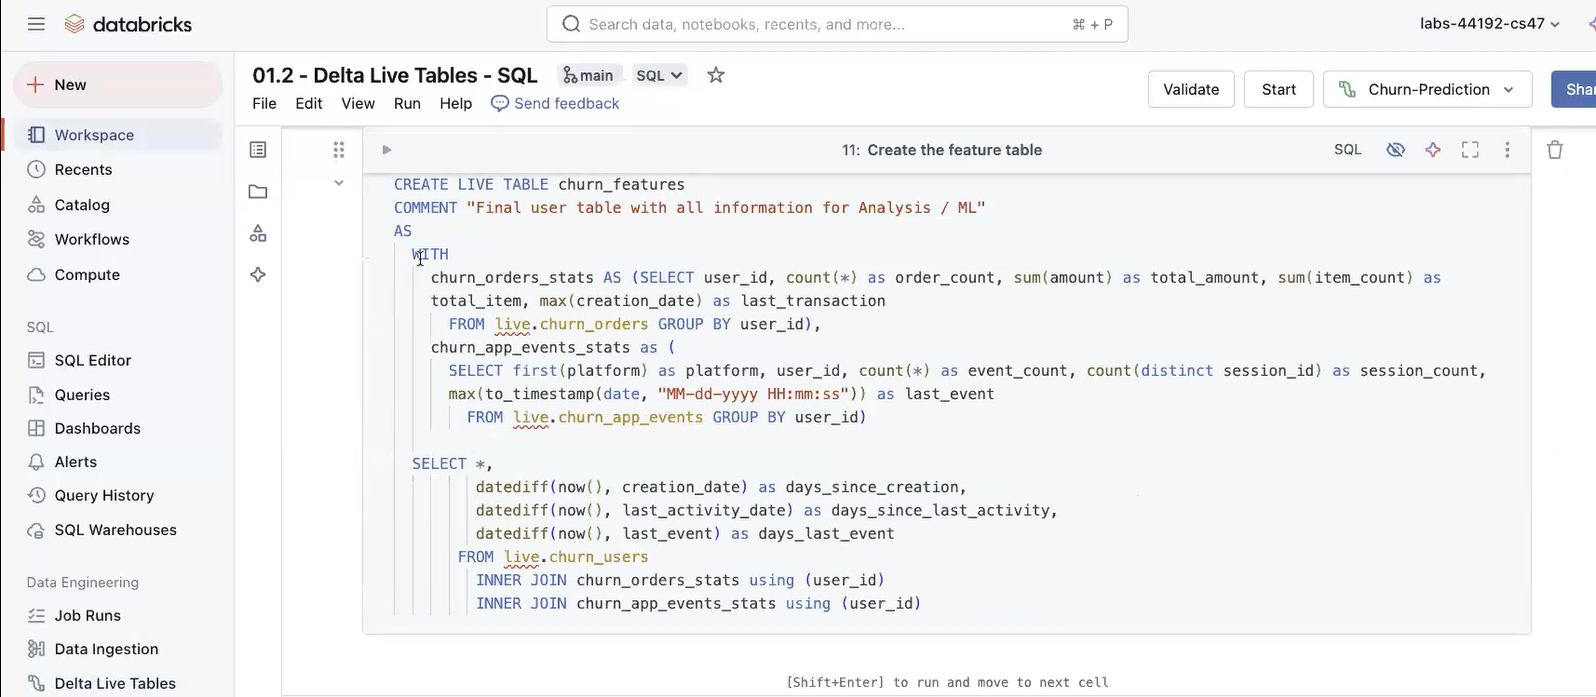 databricks
Search data, notebooks, recents, and more...
⌘ + P
labs-44192-cs47
New
Workspace
Recents
Catalog
Workflows
Compute
SQL
SQL Editor
Queries
Dashboards
Alerts
Query History
SQL Warehouses
Data Engineering
Job Runs
Data Ingestion
Delta Live Tables
01.2 - Delta Live Tables - SQL
main
SQL
File Edit View Run Help Send feedback
Validate
Start
Churn-Prediction
Shar
11: Create the feature table
SQL
CREATE LIVE TABLE churn_features
COMMENT "Final user table with all information for Analysis / ML"
AS
WITH
churn_orders_stats AS (SELECT user_id, count(*) as order_count, sum(amount) as total_amount, sum(item_count) as
total_item, max(creation_date) as last_transaction
FROM live.churn_orders GROUP BY user_id),
churn_app_events_stats as (
SELECT first(platform) as platform, user_id, count(*) as event_count, count(distinct session_id) as session_count,
max(to_timestamp(date, "MM-dd-yyyy HH:mm:ss")) as last_event
FROM live.churn_app_events GROUP BY user_id)
SELECT *,
datediff(now(), creation_date) as days_since_creation,
datediff(now(), last_activity_date) as days_since_last_activity,
datediff(now(), last_event) as days_last_event
FROM live.churn_users
INNER JOIN churn_orders_stats using (user_id)
INNER JOIN churn_app_events_stats using (user_id)
[Shift+Enter] to run and move to next cell